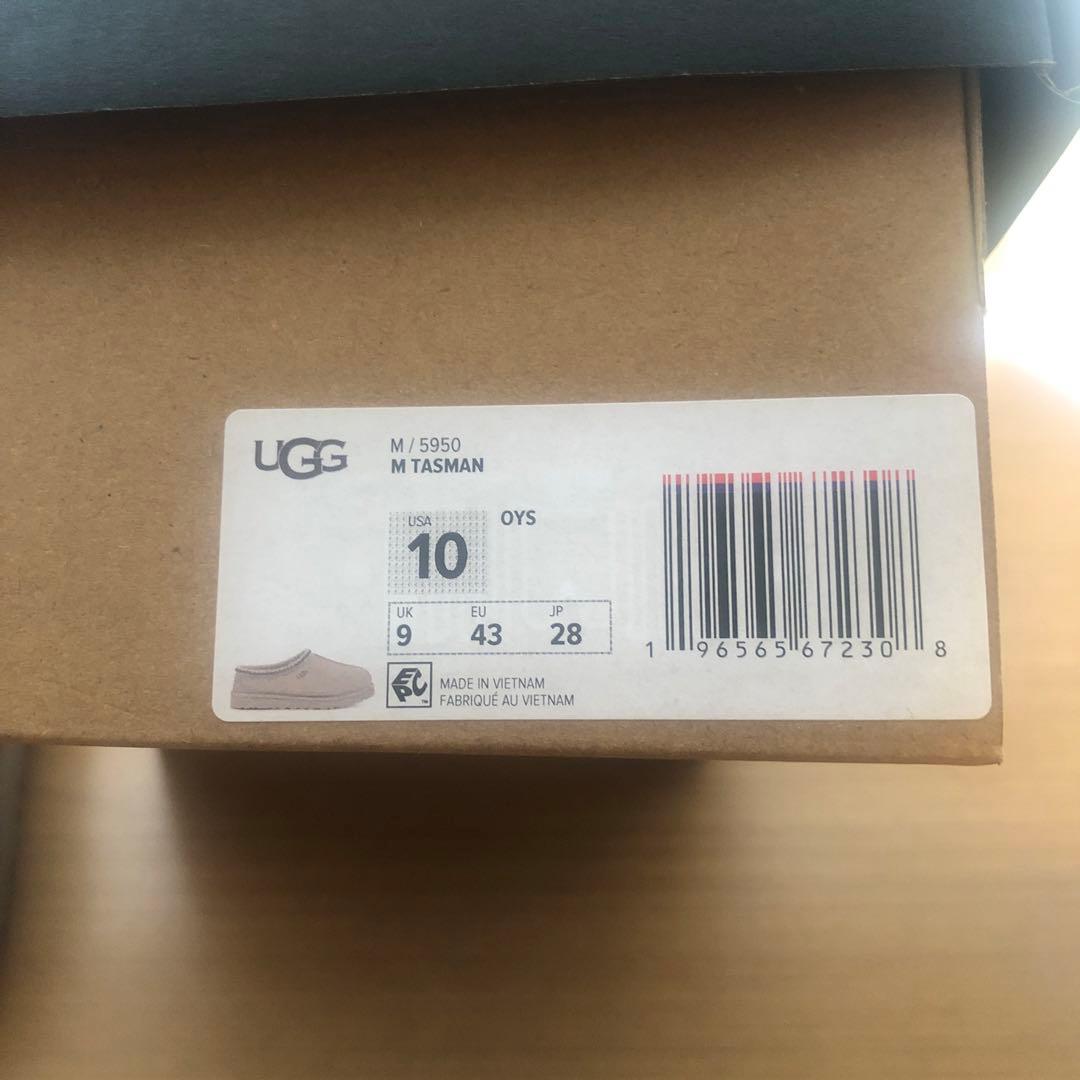 UGG
M / 5950
M TASMAN
USA
10
OYS
UK EU JP
9 43 28
EPC
MADE IN VIETNAM
FABRIQUÉ AU VIETNAM
1 96565 67230 8